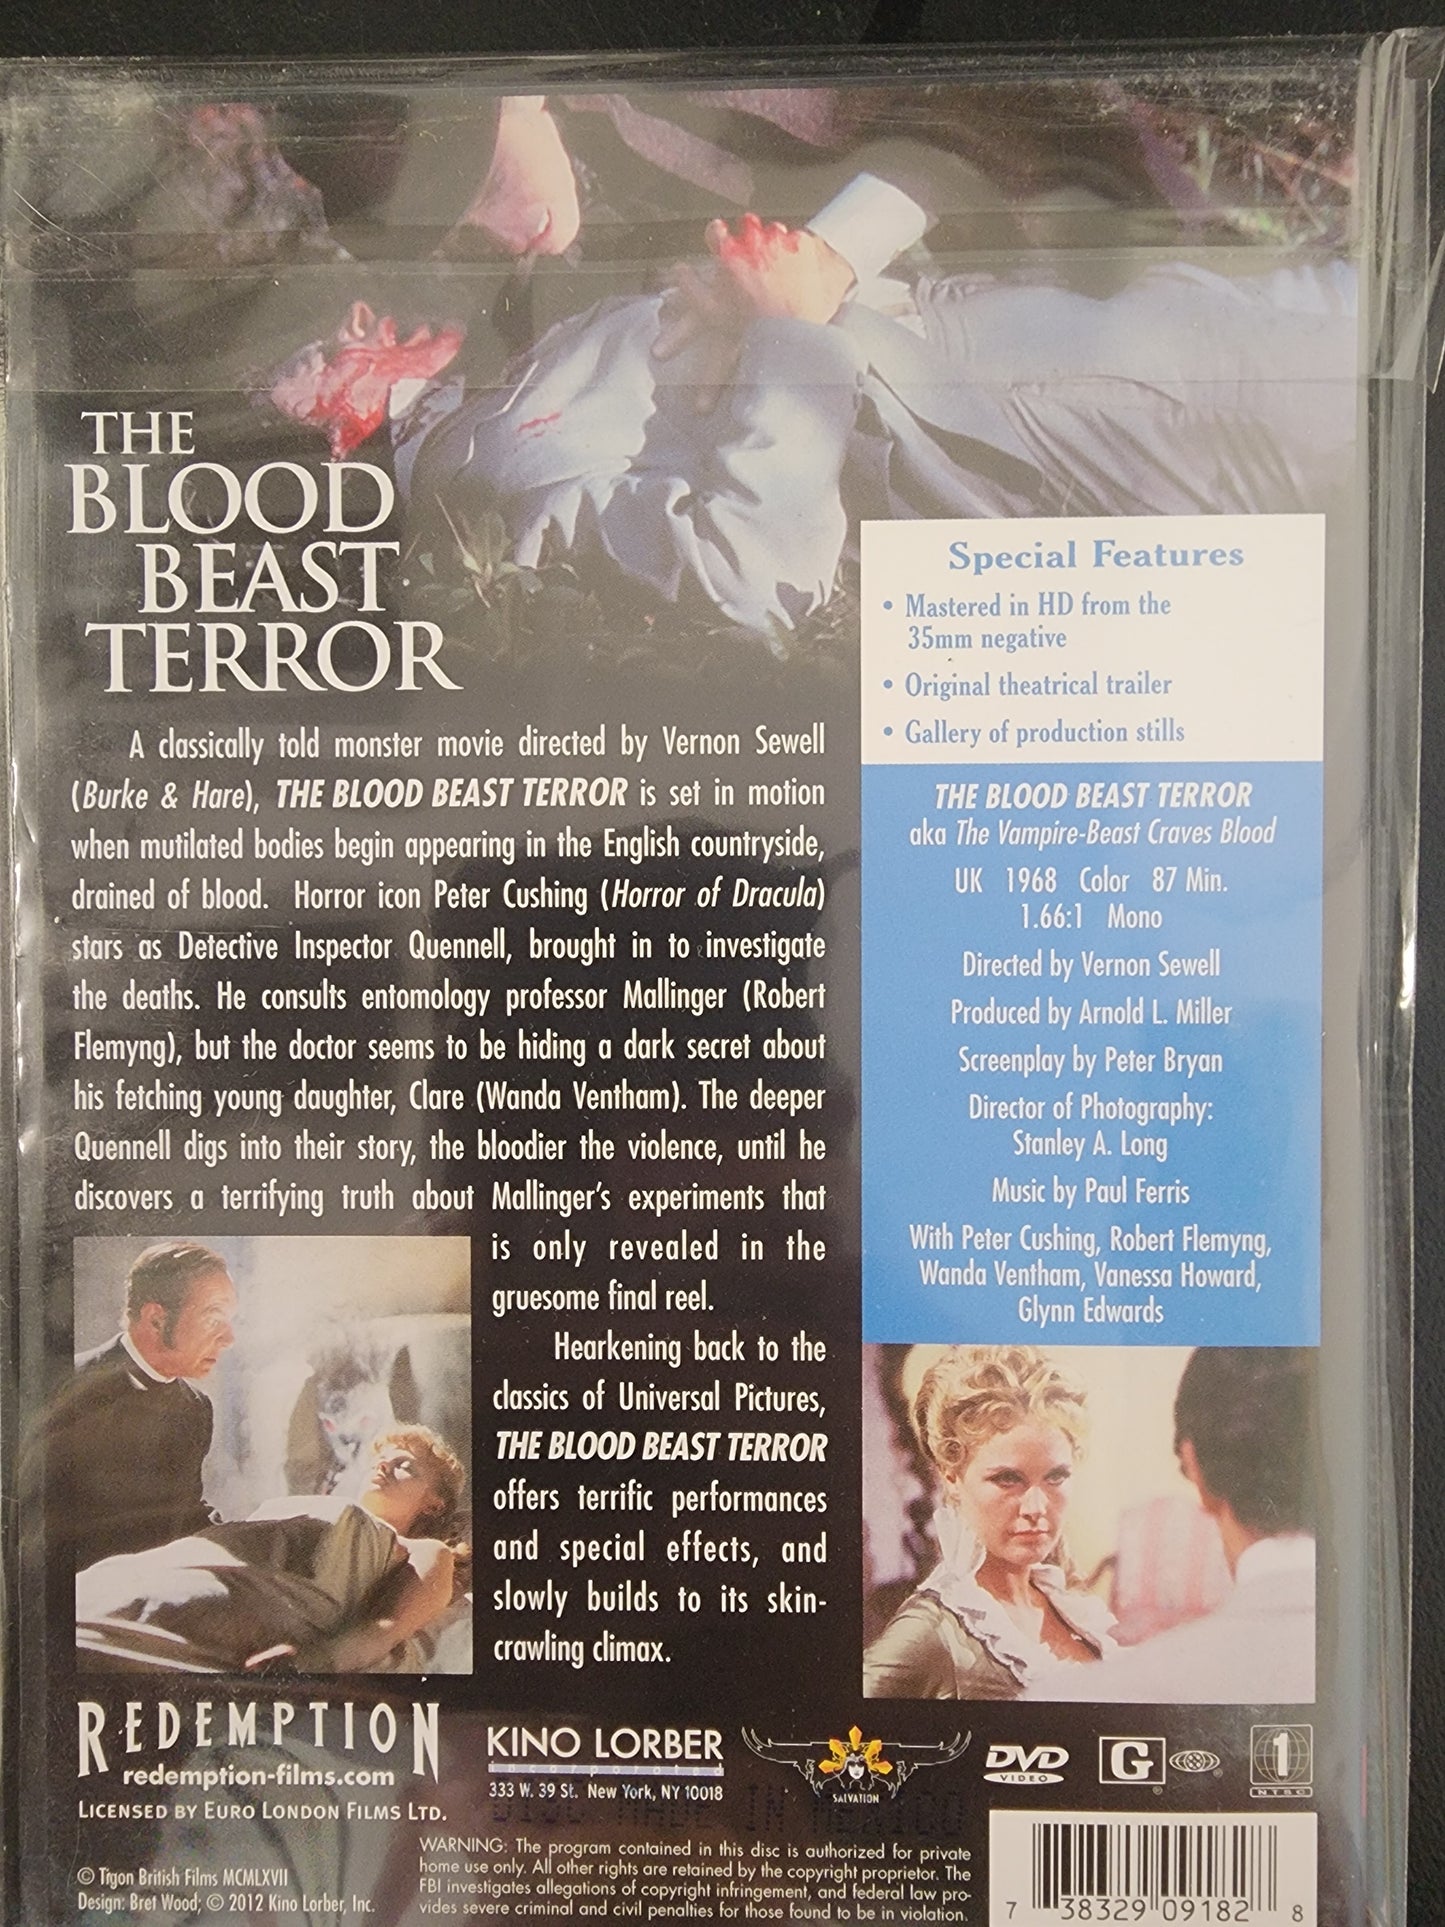 THE
BLOOD
BEAST
TERROR
A classically told monster movie directed by Vernon Sewell
(Burke & Hare), THE BLOOD BEAST TERROR is set in motion
when mutilated bodies begin appearing in the English countryside,
drained of blood. Horror icon Peter Cushing (Horror of Dracula)
stars as Detective Inspector Quennell, brought in to investigate
the deaths. He consults entomology professor Mallinger (Robert
Flemyng), but the doctor seems to be hiding a dark secret about
his fetching young daughter, Clare (Wanda Ventham). The deeper
Quennell digs into their story, the bloodier the violence, until he
discovers a terrifying truth about Mallinger's experiments that
is only revealed in the
gruesome final reel.
Hearkening back to the
classics of Universal Pictures,
THE BLOOD BEAST TERROR
offers terrific performances
and special effects, and
slowly builds to its skin-
crawling climax.
Special Features
• Mastered in HD from the
35mm negative
• Original theatrical trailer
• Gallery of production stills
THE BLOOD BEAST TERROR
aka The Vampire-Beast Craves Blood
UK 1968 Color 87 Min.
1.66:1 Mono
Directed by Vernon Sewell
Produced by Arnold L. Miller
Screenplay by Peter Bryan
Director of Photography:
Stanley A. Long
Music by Paul Ferris
With Peter Cushing, Robert Flemyng,
Wanda Ventham, Vanessa Howard,
Glynn Edwards
REDEMPTION
redemption-films.com
LICENSED BY EURO LONDON FILMS LTD.
KINO LORBER
incorporated
333 W. 39 St. New York, NY 10018
SALVATION
DVD
VIDEO
G
®
1
NTSC
DISC MADE IN MEXICO
© Tigon British Films MCMLXVII
Design: Bret Wood; © 2012 Kino Lorber, Inc.
WARNING: The program contained in this disc is authorized for private
home use only. All other rights are retained by the copyright proprietor. The
FBI investigates allegations of copyright infringement, and federal law pro-
vides severe criminal and civil penalties for those found to be in violation.
7 38329 09182 8